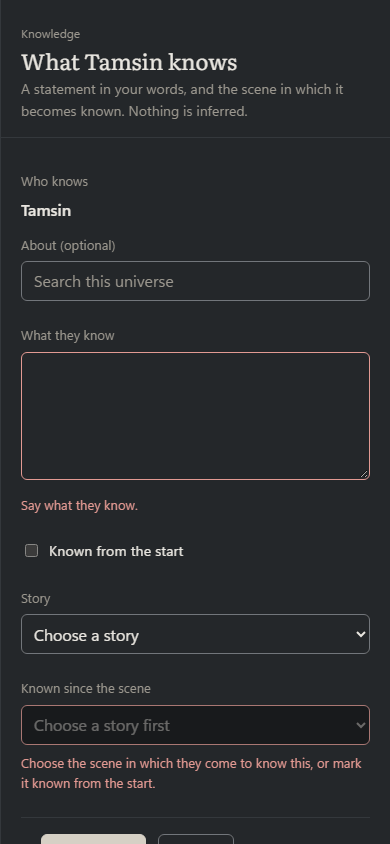 Knowledge
What Tamsin knows
A statement in your words, and the scene in which it
becomes known. Nothing is inferred.
Who knows
Tamsin
About (optional)
Search this universe
What they know
Say what they know.
Known from the start
Story
Choose a story
Known since the scene
Choose a story first
Choose the scene in which they come to know this, or mark
it known from the start.